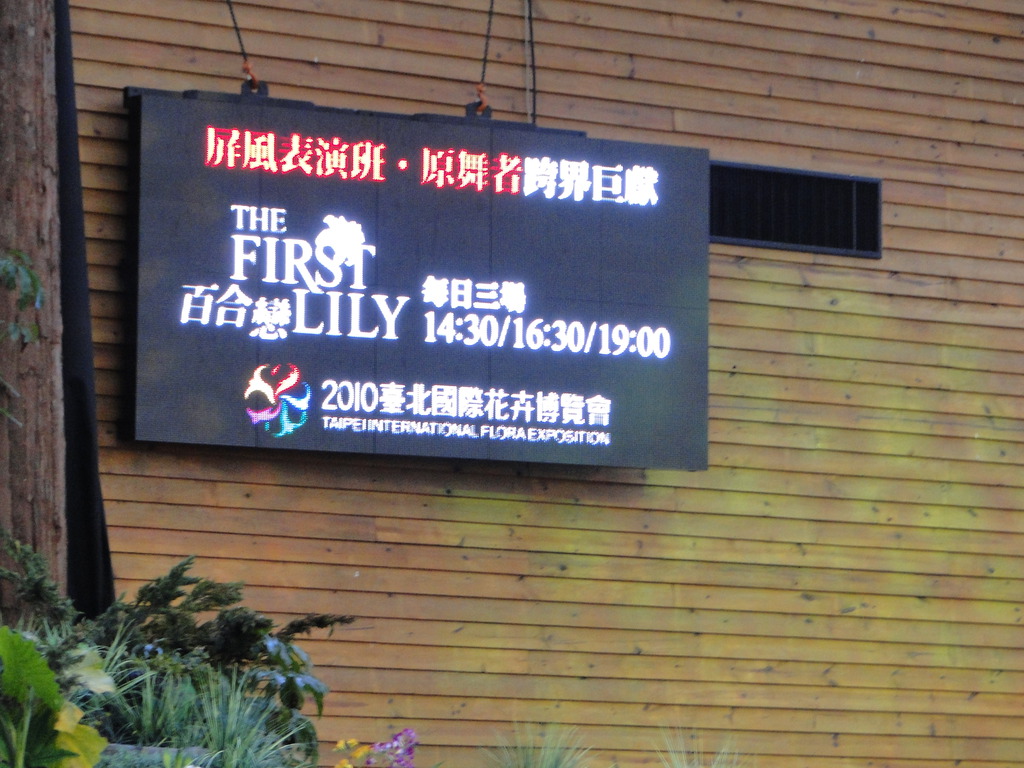 屏風表演班・原舞者跨界巨獻
THE
FIRST
百合戀LILY
每日三場
14:30/16:30/19:00
2010臺北國際花卉博覽會
TAIPEI INTERNATIONAL FLORA EXPOSITION